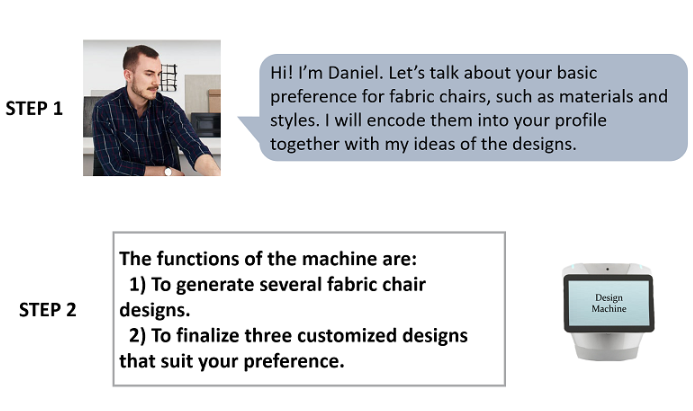 STEP 1
Hi! I’m Daniel. Let’s talk about your basic
preference for fabric chairs, such as materials and
styles. I will encode them into your profile
together with my ideas of the designs.
STEP 2
The functions of the machine are:
1) To generate several fabric chair
designs.
2) To finalize three customized designs
that suit your preference.
Design
Machine